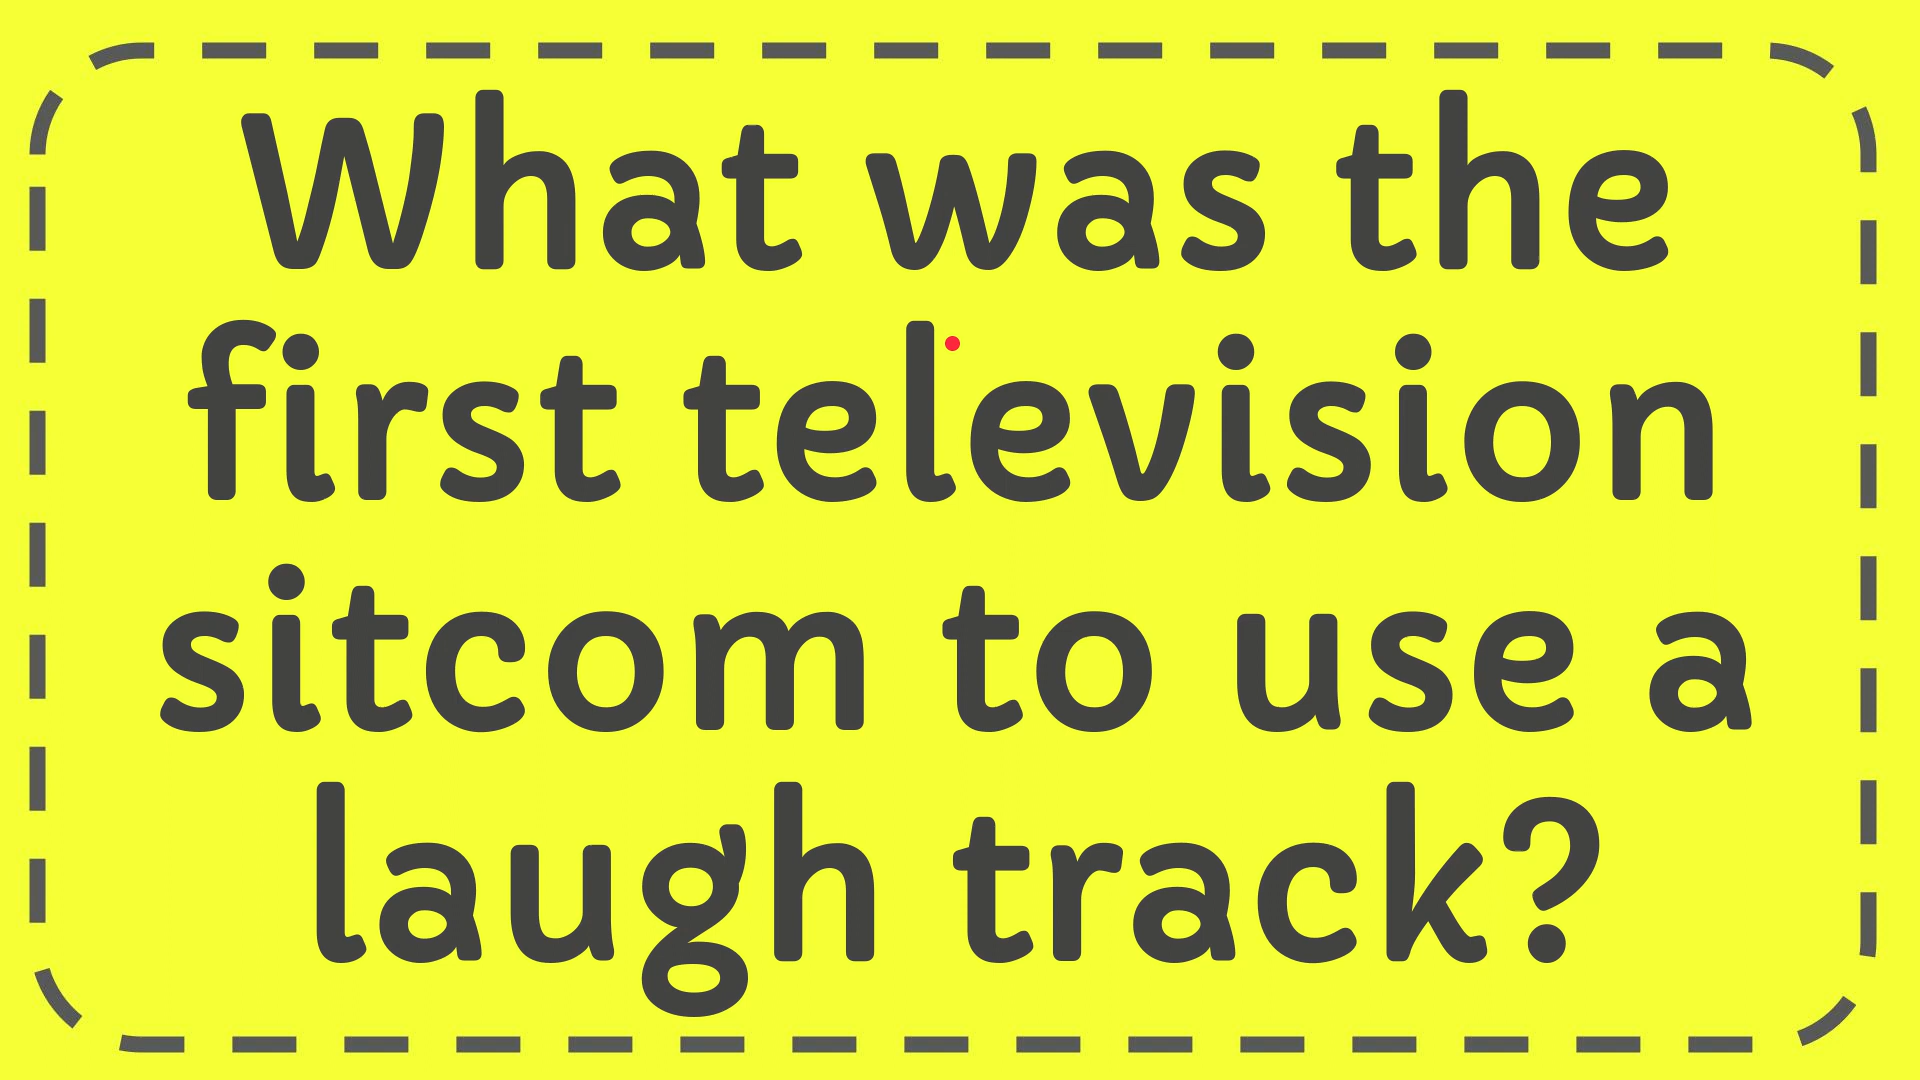 What was the
first television
sitcom to use a
laugh track?